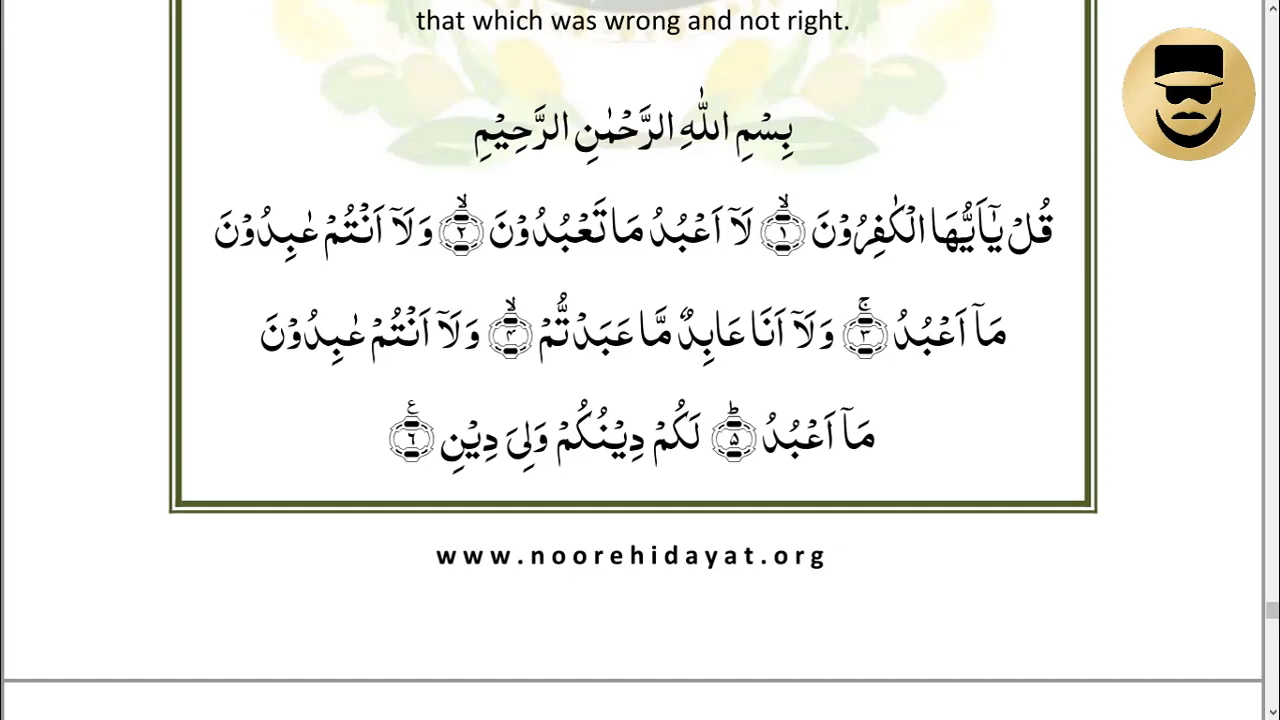 that which was wrong and not right.
بِسْمِ اللّٰهِ الرَّحْمٰنِ الرَّحِيْمِ
قُلْ يٰٓاَيُّهَا الْكٰفِرُوْنَ ۙ﴿۱﴾ لَآ اَعْبُدُ مَا تَعْبُدُوْنَ ۙ﴿۲﴾ وَلَآ اَنْتُمْ عٰبِدُوْنَ
مَآ اَعْبُدُ ۚ﴿۳﴾ وَلَآ اَنَا عَابِدٌ مَّا عَبَدْتُّمْ ۙ﴿۴﴾ وَلَآ اَنْتُمْ عٰبِدُوْنَ
مَآ اَعْبُدُ ؕ﴿۵﴾ لَكُمْ دِيْنُكُمْ وَلِيَ دِيْنِ ﴿۶﴾ ع
www.noorehidayat.org